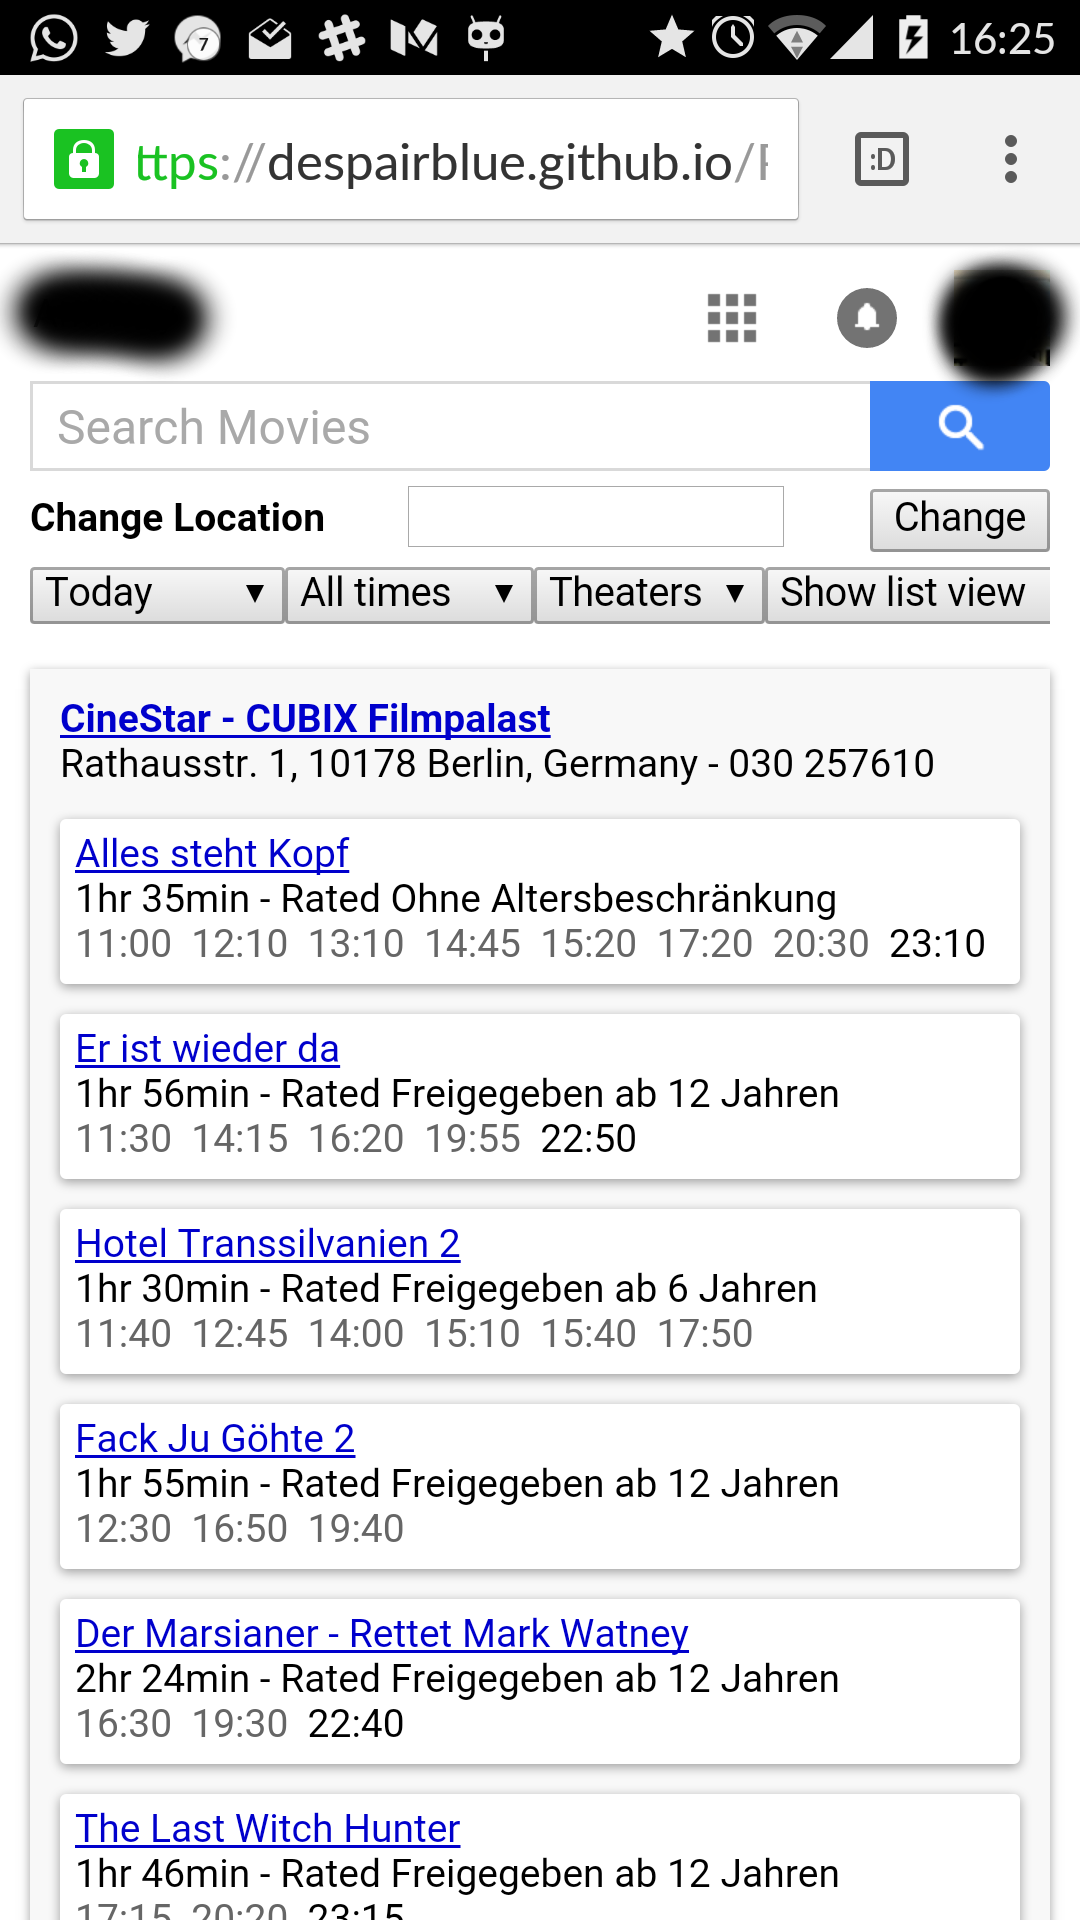 7
16:25
ttps://despairblue.github.io/
:D
Search Movies
Change Location
Change
Today ▼ All times ▼ Theaters ▼ Show list view
CineStar - CUBIX Filmpalast
Rathausstr. 1, 10178 Berlin, Germany - 030 257610
Alles steht Kopf
1hr 35min - Rated Ohne Altersbeschränkung
11:00 12:10 13:10 14:45 15:20 17:20 20:30 23:10
Er ist wieder da
1hr 56min - Rated Freigegeben ab 12 Jahren
11:30 14:15 16:20 19:55 22:50
Hotel Transsilvanien 2
1hr 30min - Rated Freigegeben ab 6 Jahren
11:40 12:45 14:00 15:10 15:40 17:50
Fack Ju Göhte 2
1hr 55min - Rated Freigegeben ab 12 Jahren
12:30 16:50 19:40
Der Marsianer - Rettet Mark Watney
2hr 24min - Rated Freigegeben ab 12 Jahren
16:30 19:30 22:40
The Last Witch Hunter
1hr 46min - Rated Freigegeben ab 12 Jahren
17:15 20:20 23:15